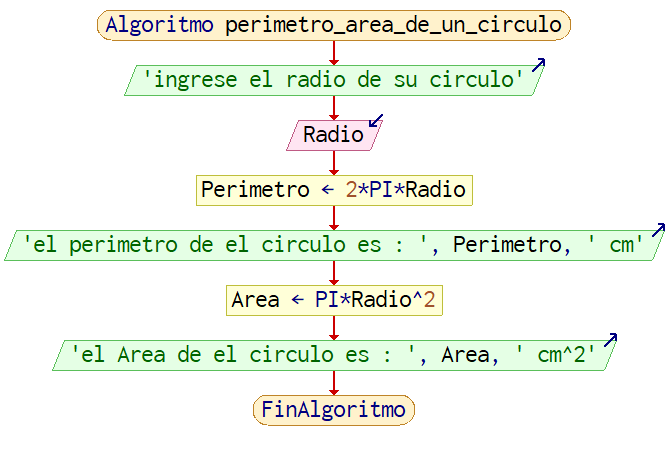 Algoritmo perimetro_area_de_un_circulo
'ingrese el radio de su circulo'
Radio
Perimetro ← 2*PI*Radio
'el perimetro de el circulo es : ', Perimetro, ' cm'
Area ← PI*Radio^2
'el Area de el circulo es : ', Area, ' cm^2'
FinAlgoritmo